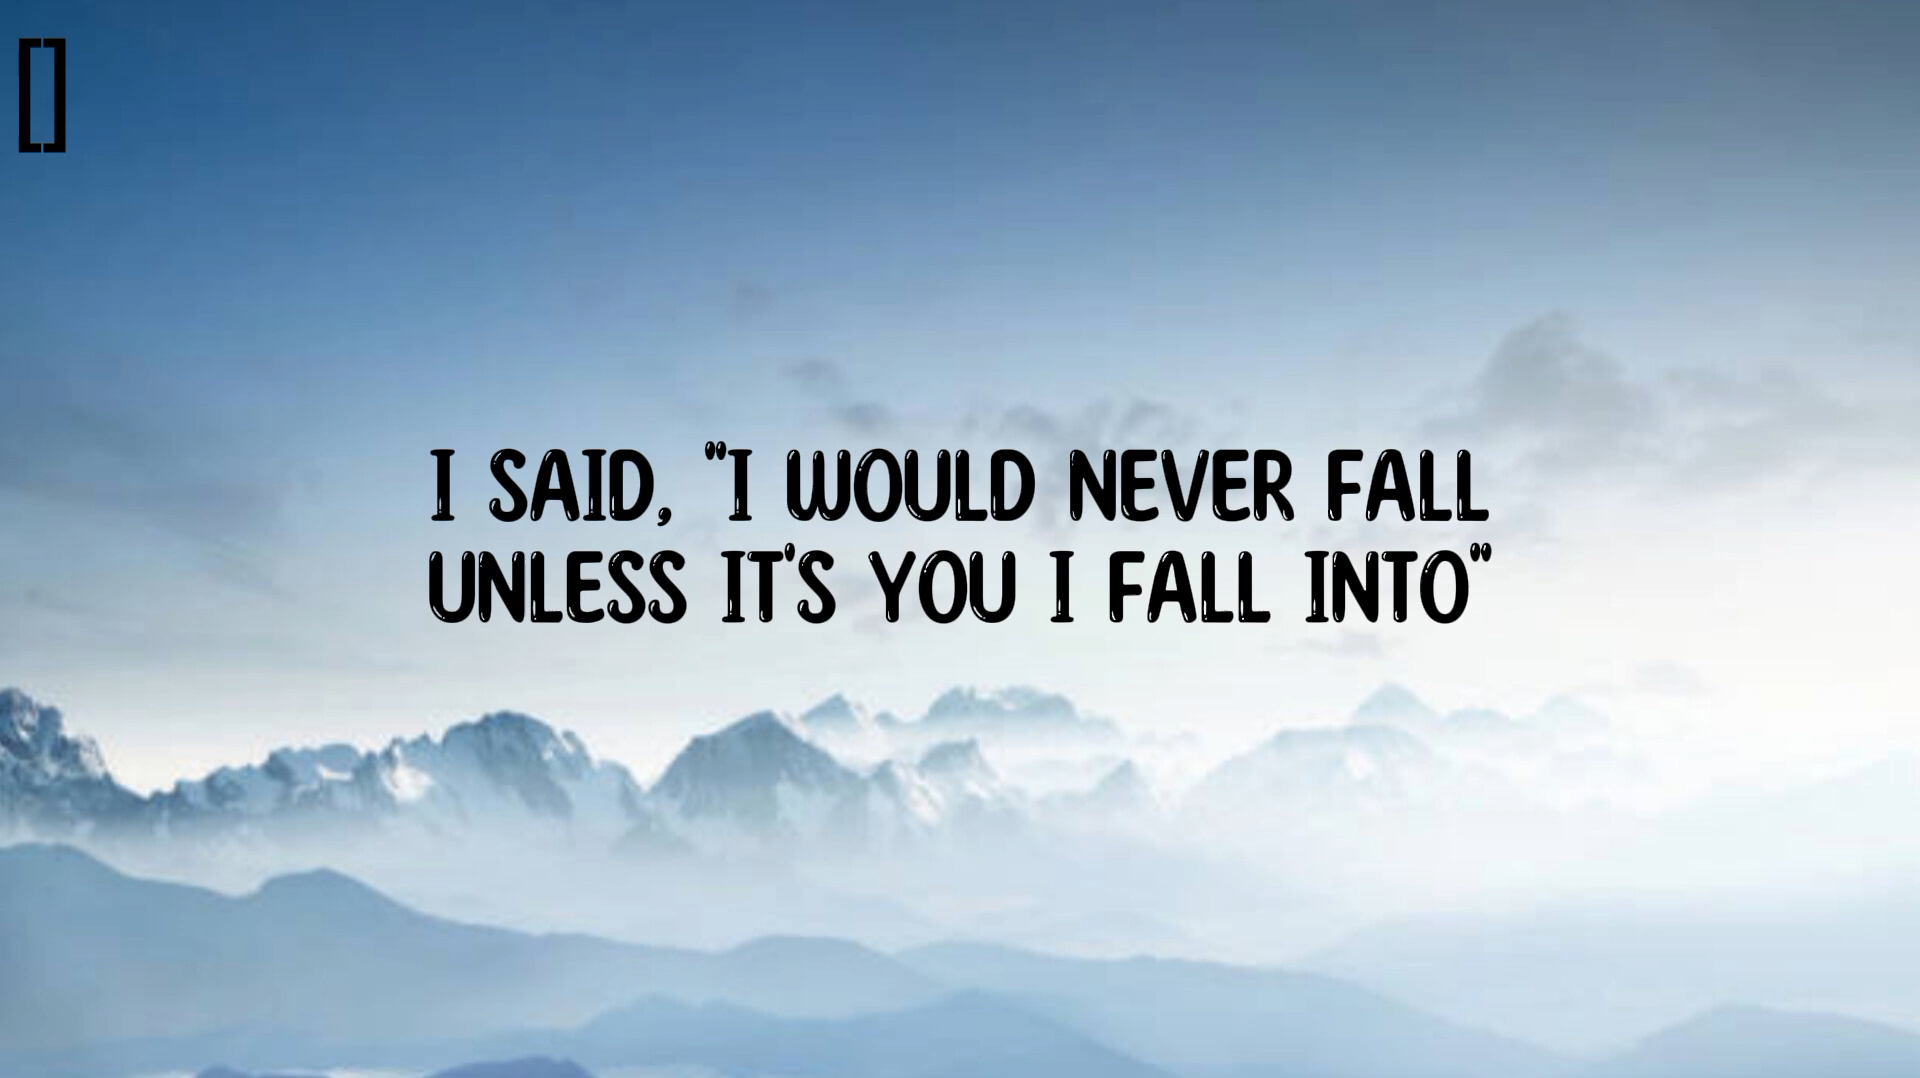 []
I SAID, "I WOULD NEVER FALL
UNLESS IT'S YOU I FALL INTO"